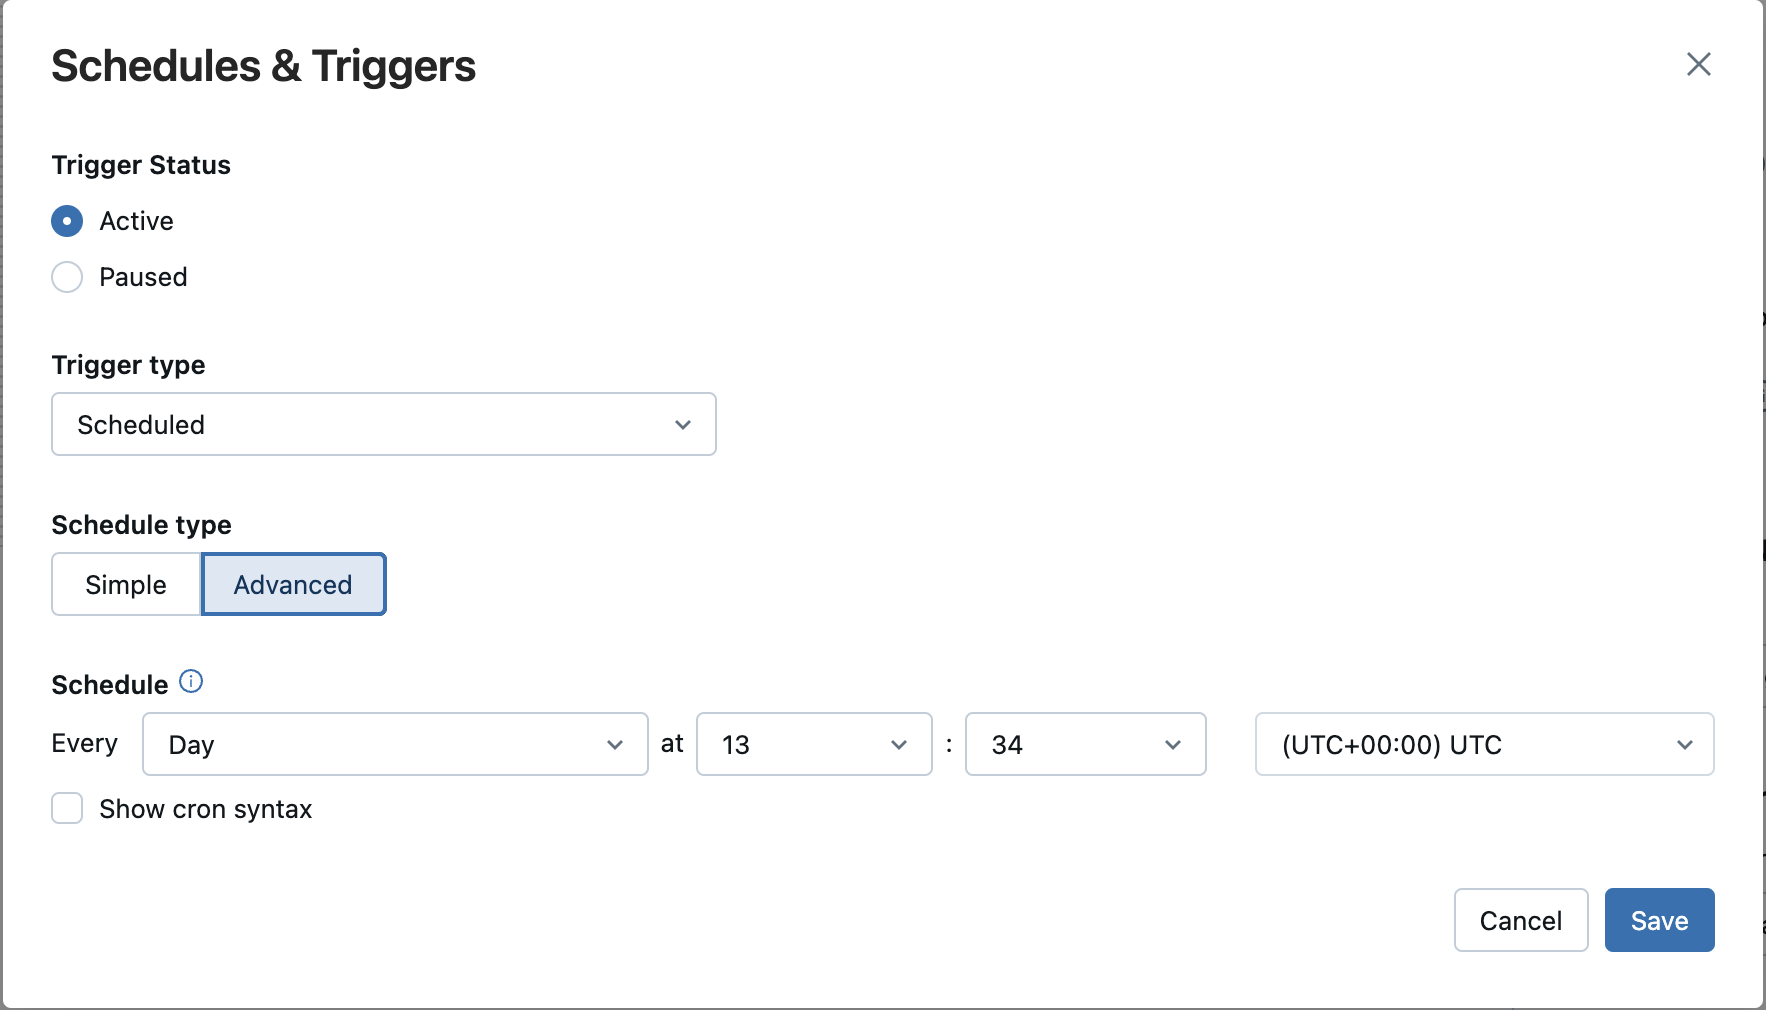 Schedules & Triggers
Trigger Status
Active
Paused
Trigger type
Scheduled
Schedule type
Simple Advanced
Schedule
Every Day at 13 : 34 (UTC+00:00) UTC
Show cron syntax
Cancel Save